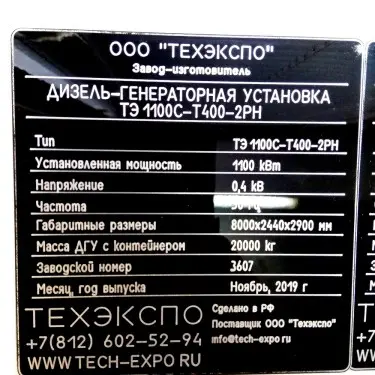 ООО "ТЕХЭКСПО"
Завод-изготовитель
ДИЗЕЛЬ-ГЕНЕРАТОРНАЯ УСТАНОВКА
ТЭ 1100С-Т400-2РН
Тип ТЭ 1100С-Т400-2РН
Установленная мощность 1100 кВт
Напряжение 0,4 кВ
Частота 50 Гц
Габаритные размеры 8000х2440х2900 мм
Масса ДГУ с контейнером 20000 кг
Заводской номер 3607
Месяц, год выпуска Ноябрь, 2019 г
ТЕХЭКСПО Сделано в РФ
Поставщик ООО "Техэкспо"
+7(812) 602-52-94 info@tech-expo.ru
WWW.TECH-EXPO.RU